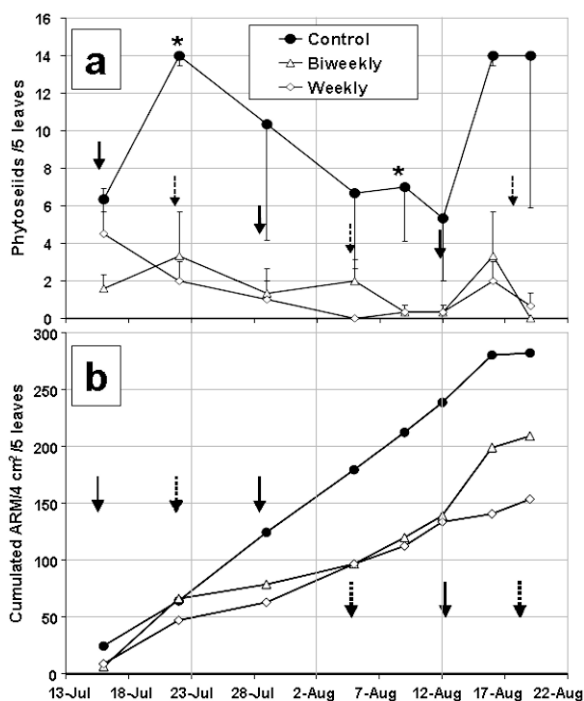 16
14
12
10
8
6
4
2
0
Phytoseiids /5 leaves
a
*
*
Control
Biweekly
Weekly
300
250
200
150
100
50
0
Cumulated ARM/4 cm² /5 leaves
b
13-Jul 18-Jul 23-Jul 28-Jul 2-Aug 7-Aug 12-Aug 17-Aug 22-Aug